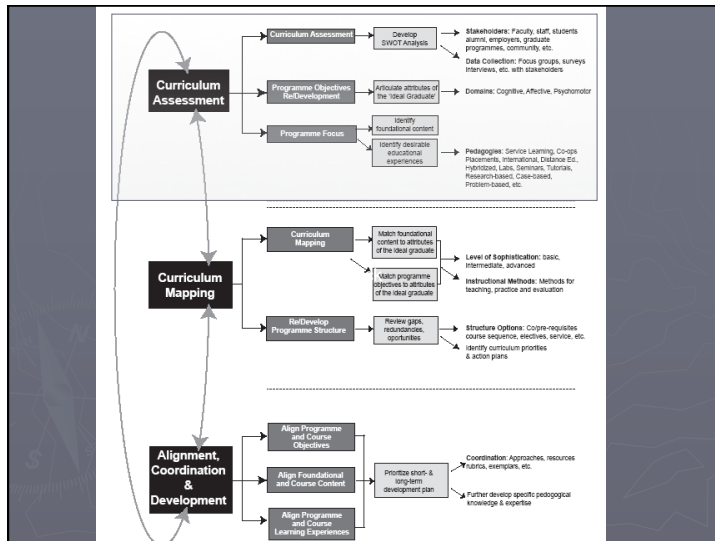 Curriculum
Assessment
Curriculum Assessment
Develop
SWOT Analysis
Stakeholders: Faculty, staff, students
alumni, employers, graduate
programmes, community, etc.
Data Collection: Focus groups, surveys
Interviews, etc. with stakeholders
Programme Objectives
Re/Development
Articulate attributes of
the 'Ideal Graduate'
Domains: Cognitive, Affective, Psychomotor
Programme Focus
Identify
foundational content
Identify desirable
educational
experiences
Pedagogies: Service Learning, Co-ops
Placements, International, Distance Ed.,
Hybridized, Labs, Seminars, Tutorials,
Research-based, Case-based,
Problem-based, etc.
Curriculum
Mapping
Curriculum
Mapping
Match foundational
content to attributes
of the ideal graduate
Match programme
objectives to attributes
of the ideal graduate
Level of Sophistication: basic,
intermediate, advanced
Instructional Methods: Methods for
teaching, practice and evaluation
Re/Develop
Programme Structure
Review gaps,
redundancies,
oportunities
Structure Options: Co/pre-requisites
course sequence, electives, service, etc.
Identify curriculum priorities
& action plans
Alignment,
Coordination
&
Development
Align Programme
and Course
Objectives
Align Foundational
and Course Content
Align Programme
and Course
Learning Experiences
Prioritize short- &
long-term
development plan
Coordination: Approaches, resources
rubrics, exemplars, etc.
Further develop specific pedagogical
knowledge & expertise
N
S